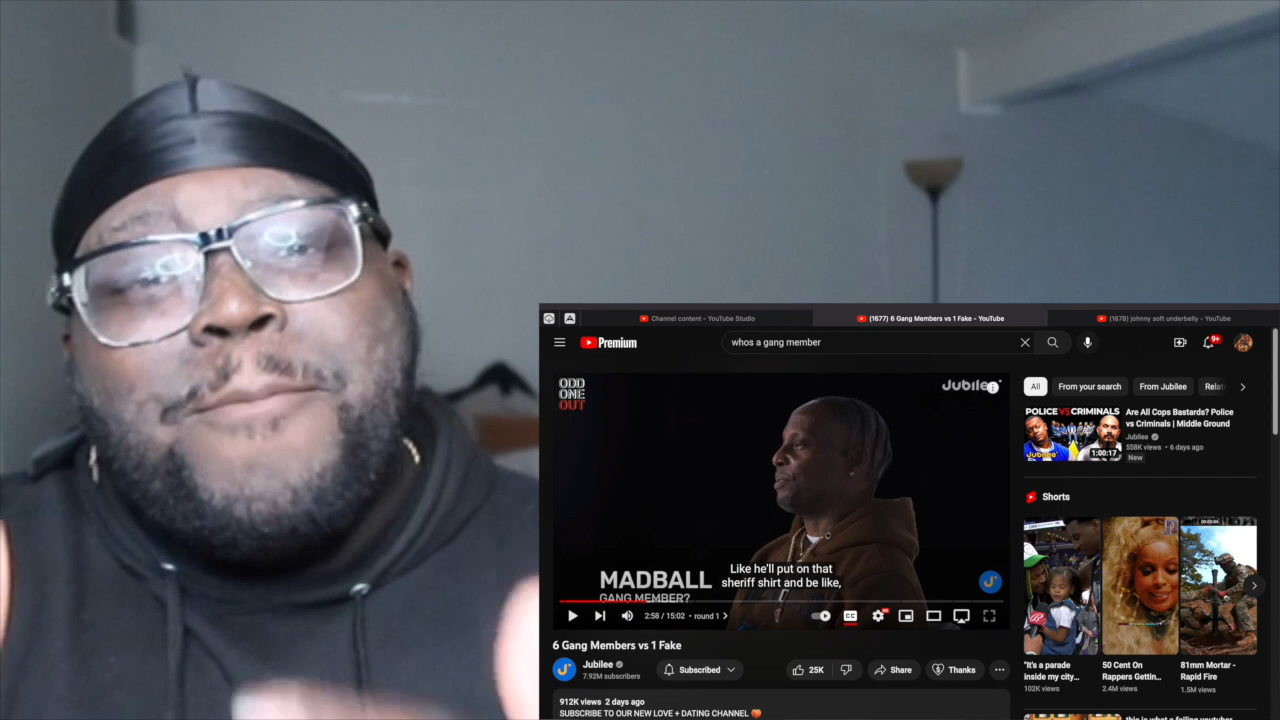 Channel content - YouTube Studio
(1677) 6 Gang Members vs 1 Fake - YouTube
(1678) johnny soft underbelly - YouTube
Premium
whos a gang member
9+
ODD
ONE
OUT
Jubilee
MADBALL
GANG MEMBER?
Like he'll put on that
sheriff shirt and be like,
2:58 / 15:02 • round 1
6 Gang Members vs 1 Fake
Jubilee
7.92M subscribers
Subscribed
25K
Share
Thanks
912K views 2 days ago
SUBSCRIBE TO OUR NEW LOVE + DATING CHANNEL
All
From your search
From Jubilee
Relat
POLICE VS CRIMINALS
Jubilee
1:00:17
Are All Cops Bastards? Police
vs Criminals | Middle Ground
Jubilee
558K views • 6 days ago
New
Shorts
"It's a parade
inside my city...
102K views
50 Cent On
Rappers Gettin...
2.4M views
81mm Mortar -
Rapid Fire
1.5M views